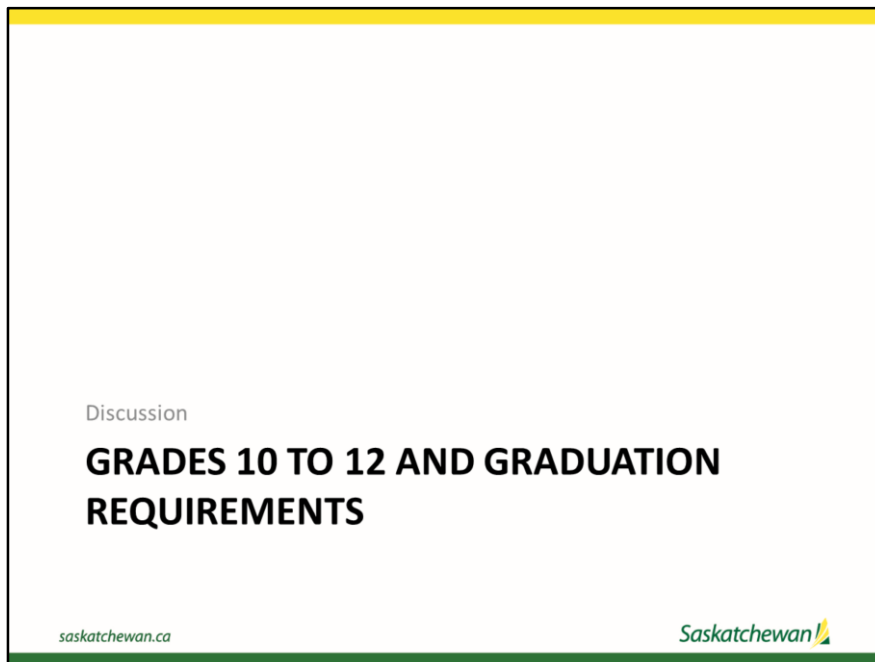 Discussion
GRADES 10 TO 12 AND GRADUATION
REQUIREMENTS
saskatchewan.ca
Saskatchewan